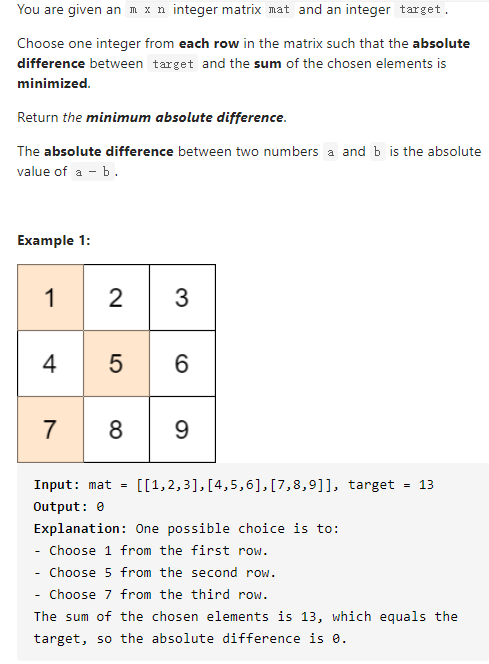 You are given an m x n integer matrix mat and an integer target.
Choose one integer from each row in the matrix such that the absolute
difference between target and the sum of the chosen elements is
minimized.
Return the minimum absolute difference.
The absolute difference between two numbers a and b is the absolute
value of a - b.
Example 1:
1 2 3
4 5 6
7 8 9
Input: mat = [[1,2,3],[4,5,6],[7,8,9]], target = 13
Output: 0
Explanation: One possible choice is to:
- Choose 1 from the first row.
- Choose 5 from the second row.
- Choose 7 from the third row.
The sum of the chosen elements is 13, which equals the
target, so the absolute difference is 0.